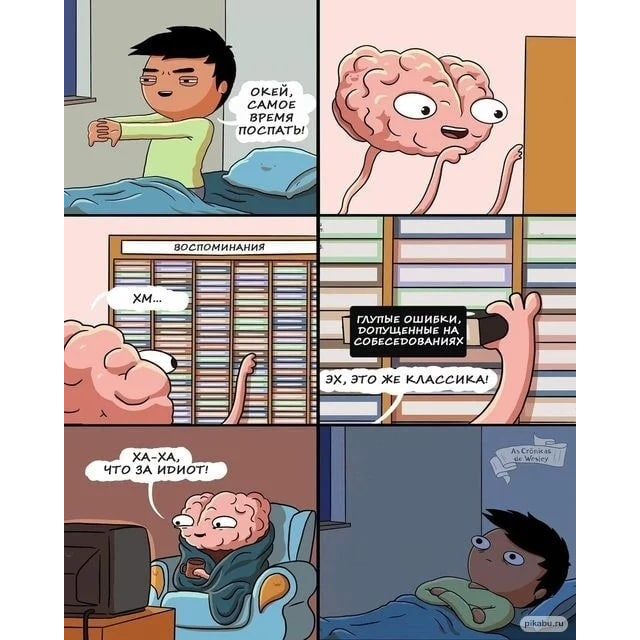 ОКЕЙ,
САМОЕ
ВРЕМЯ
ПОСПАТЬ!
ВОСПОМИНАНИЯ
ХМ...
ГЛУПЫЕ ОШИБКИ,
ДОПУЩЕННЫЕ НА
СОБЕСЕДОВАНИЯХ
ЭХ, ЭТО ЖЕ КЛАССИКА!
ХА-ХА,
ЧТО ЗА ИДИОТ!
As Crônicas
de Wesley
pikabu.ru